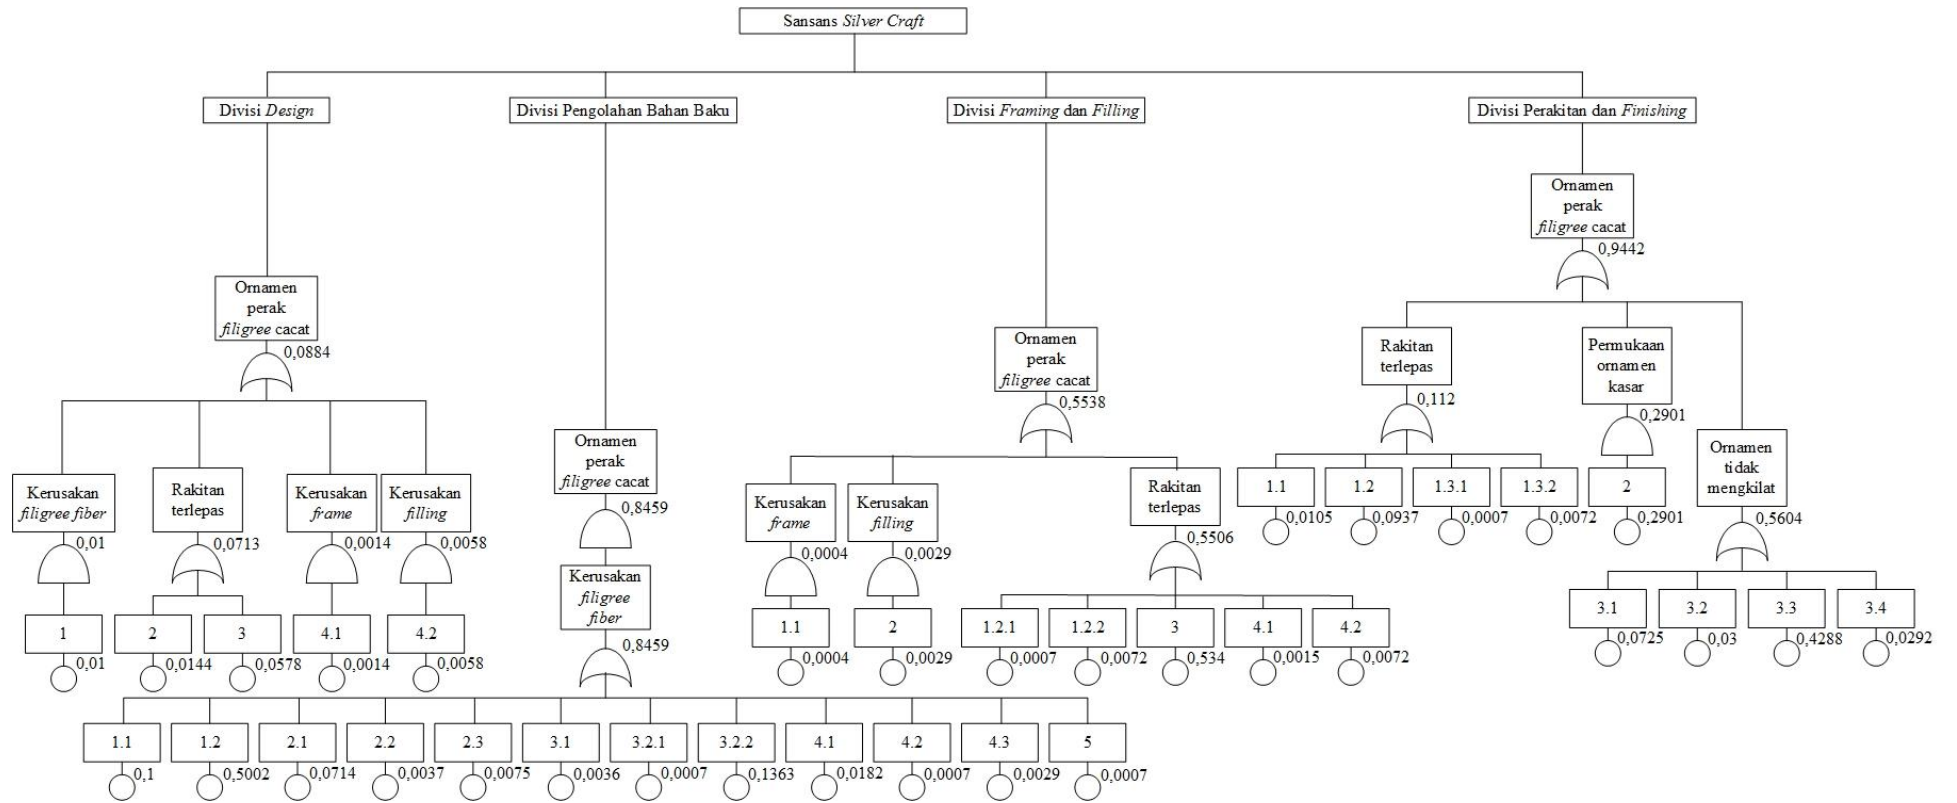 Sansans Silver Craft
Divisi Design
Divisi Pengolahan Bahan Baku
Divisi Framing dan Filling
Divisi Perakitan dan Finishing
Ornamen
perak
filigree cacat
0,9442
Ornamen
perak
filigree cacat
0,0884
Ornamen
perak
filigree cacat
0,5538
Rakitan
terlepas
0,112
Permukaan
ornamen
kasar
0,2901
Ornamen
perak
filigree cacat
0,8459
Ornamen
tidak
mengkilat
0,5604
Kerusakan
filigree fiber
0,01
Rakitan
terlepas
0,0713
Kerusakan
frame
0,0014
Kerusakan
filling
0,0058
Kerusakan
filigree
fiber
0,8459
Kerusakan
frame
0,0004
Kerusakan
filling
0,0029
Rakitan
terlepas
0,5506
1.1
0,0105
1.2
0,0937
1.3.1
0,0007
1.3.2
0,0072
2
0,2901
1
0,01
2
0,0144
3
0,0578
4.1
0,0014
4.2
0,0058
1.1
0,0004
2
0,0029
1.2.1
0,0007
1.2.2
0,0072
3
0,534
4.1
0,0015
4.2
0,0072
3.1
0,0725
3.2
0,03
3.3
0,4288
3.4
0,0292
1.1
0,1
1.2
0,5002
2.1
0,0714
2.2
0,0037
2.3
0,0075
3.1
0,0036
3.2.1
0,0007
3.2.2
0,1363
4.1
0,0182
4.2
0,0007
4.3
0,0029
5
0,0007